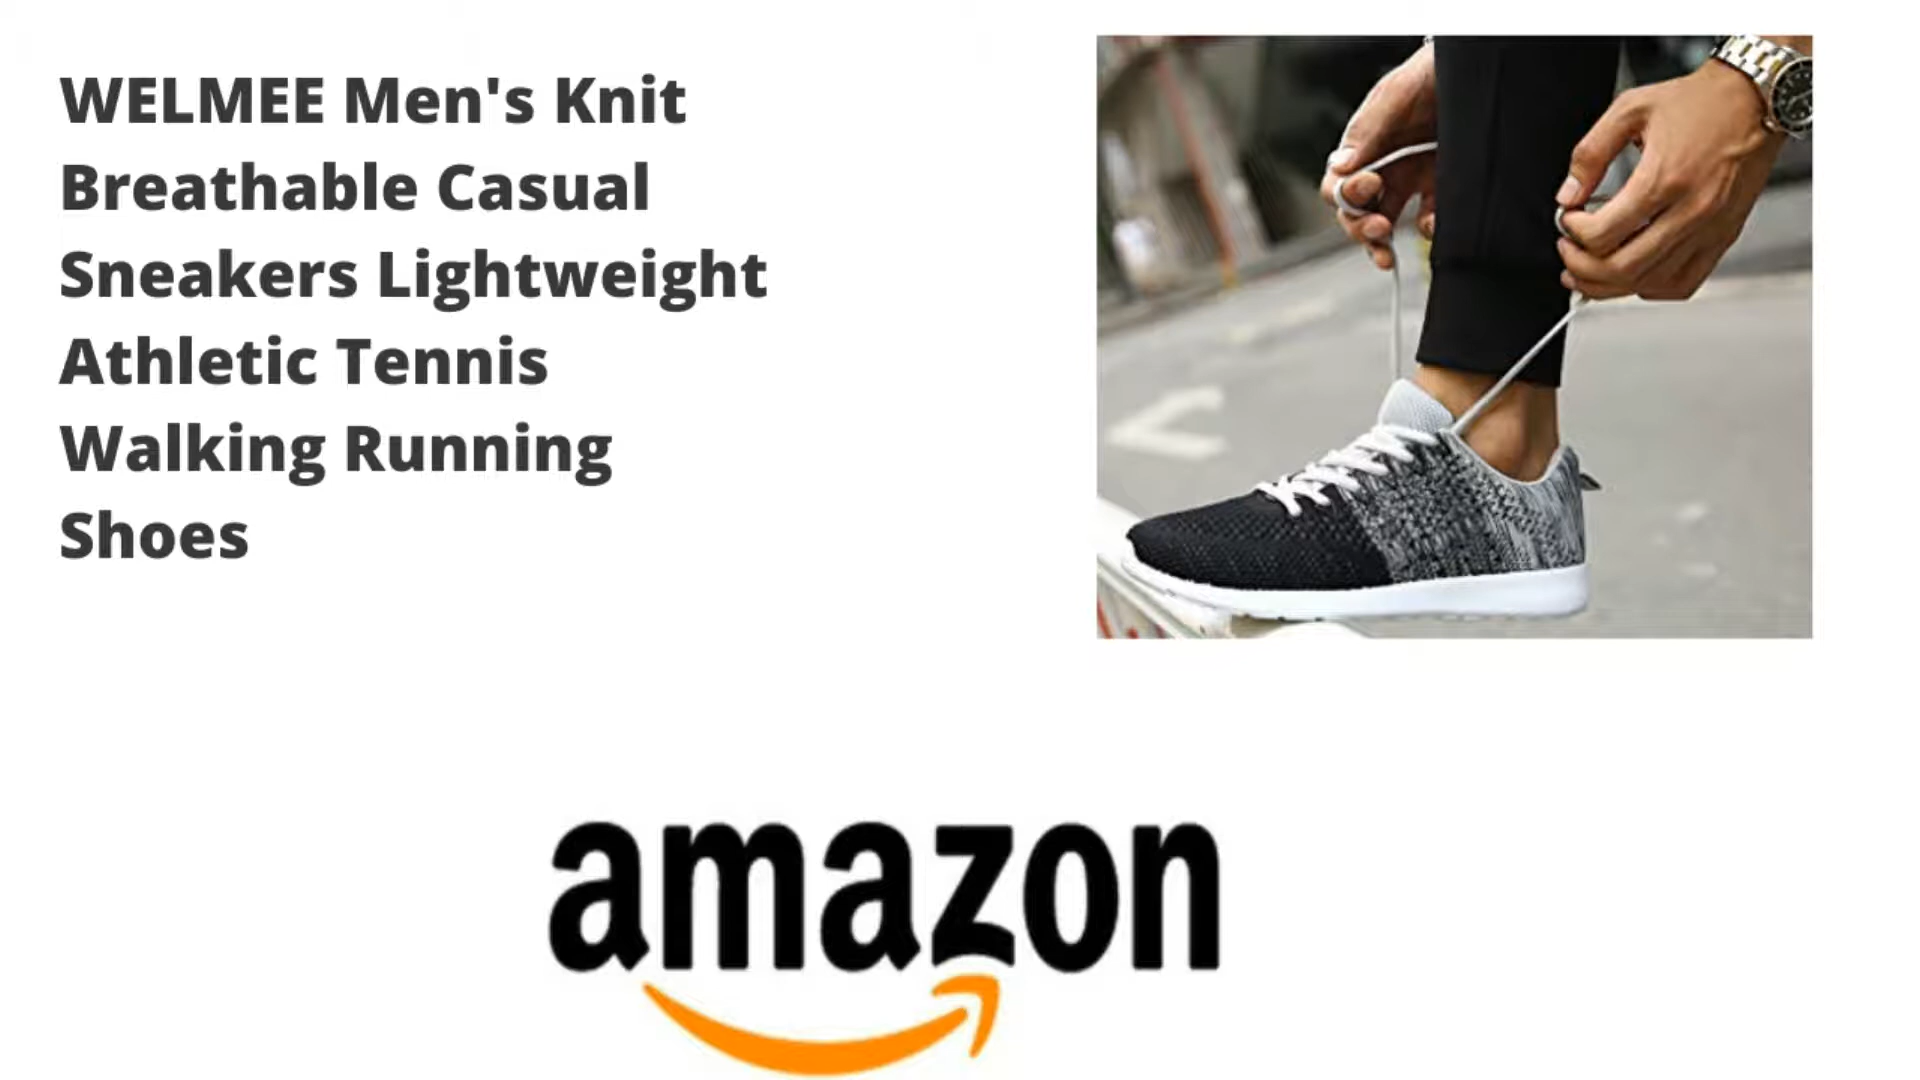 WELMEE Men's Knit
Breathable Casual
Sneakers Lightweight
Athletic Tennis
Walking Running
Shoes
amazon